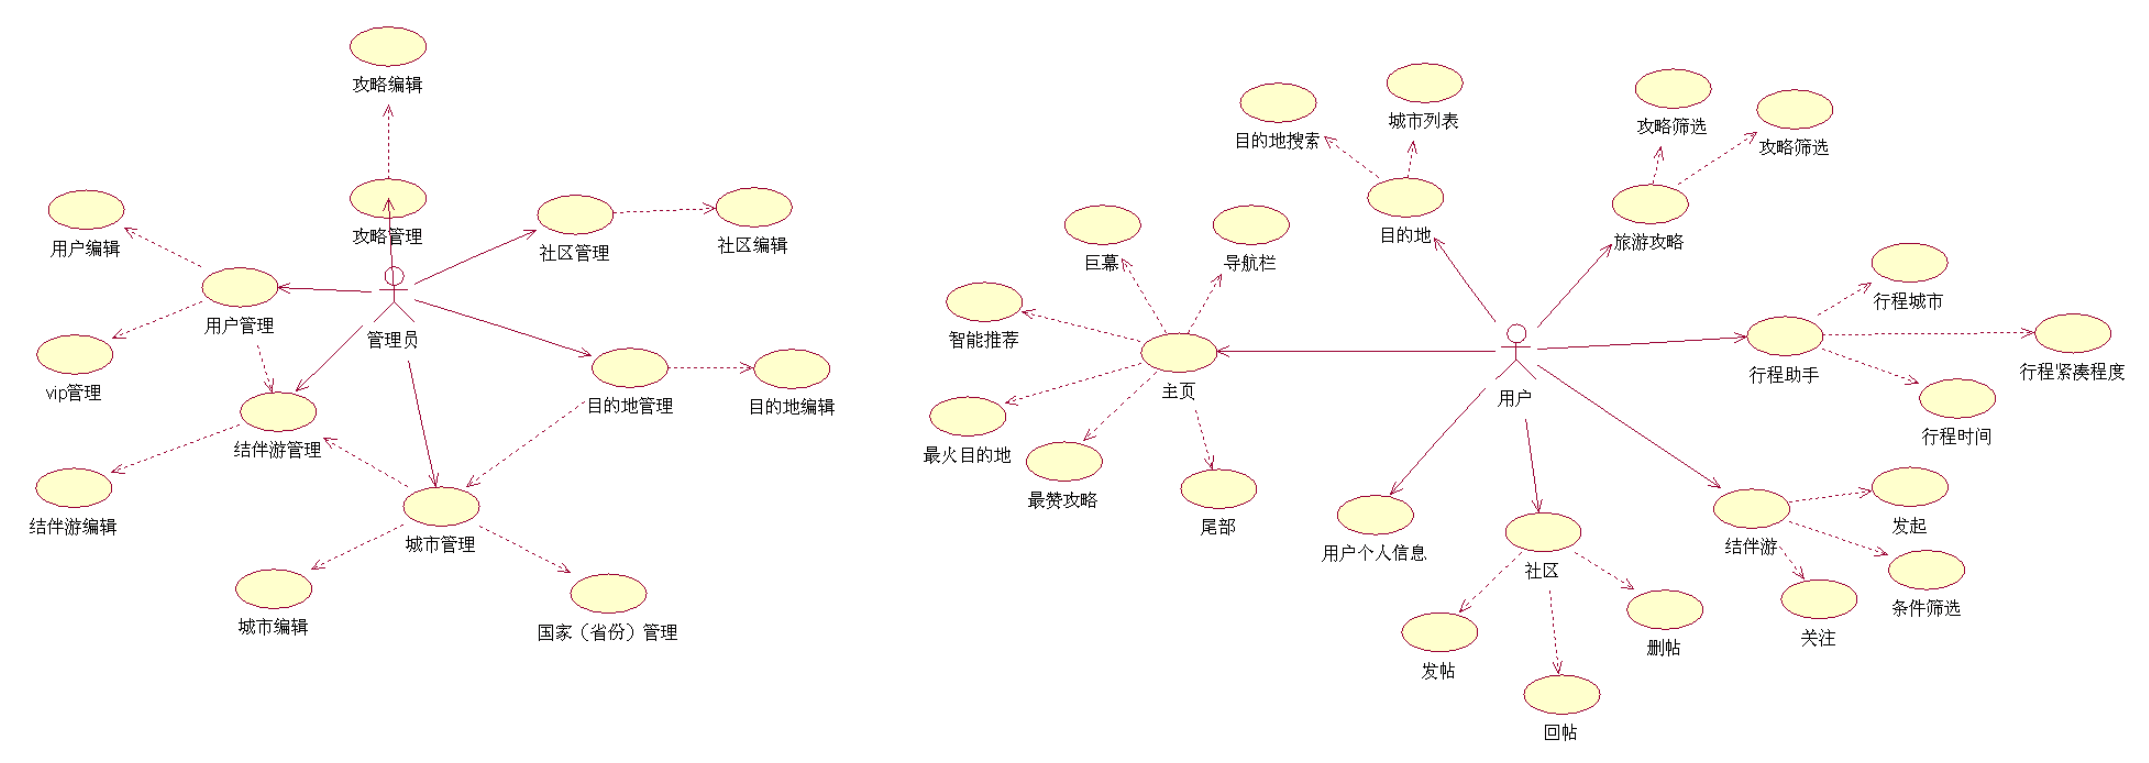 攻略编辑
攻略管理
用户编辑
社区管理
社区编辑
用户管理
管理员
vip管理
目的地管理
目的地编辑
结伴游管理
结伴游编辑
城市管理
城市编辑
国家（省份）管理
目的地搜索
城市列表
攻略筛选
攻略筛选
目的地
旅游攻略
巨幕
导航栏
行程城市
智能推荐
主页
用户
行程助手
行程紧凑程度
行程时间
最火目的地
最赞攻略
尾部
用户个人信息
社区
结伴游
发起
条件筛选
关注
发帖
删帖
回帖